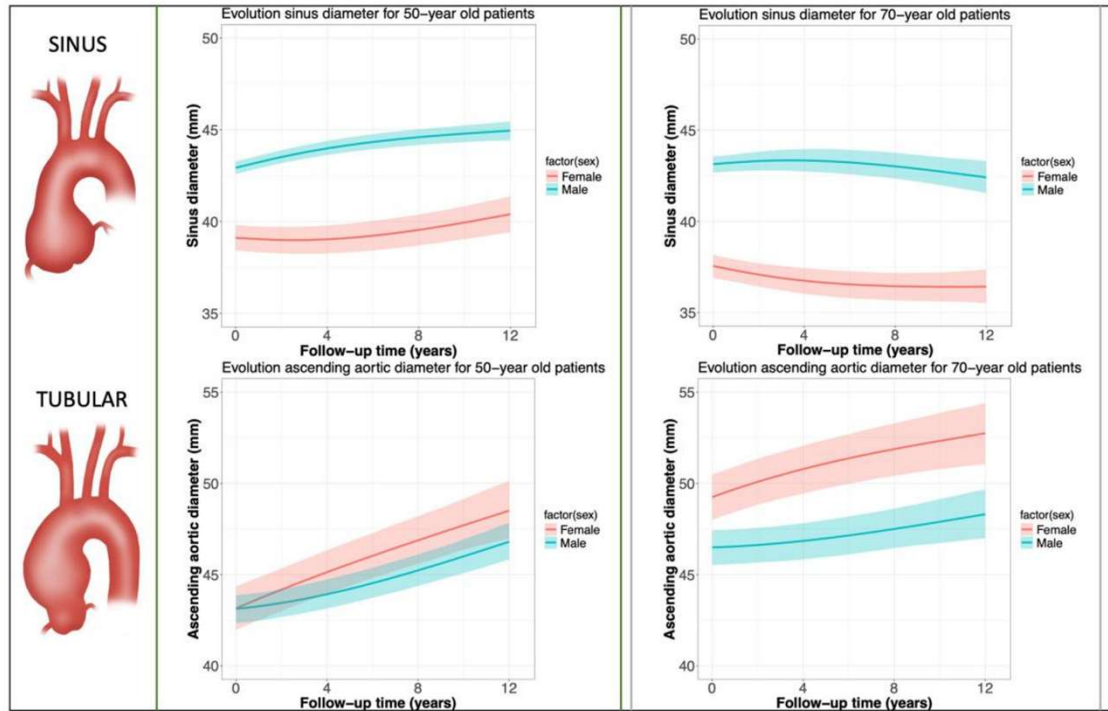 SINUS
Evolution sinus diameter for 50-year old patients
50
45
40
35
Sinus diameter (mm)
0 4 8 12
Follow-up time (years)
factor(sex)
Female
Male
Evolution sinus diameter for 70-year old patients
50
45
40
35
Sinus diameter (mm)
0 4 8 12
Follow-up time (years)
factor(sex)
Female
Male
TUBULAR
Evolution ascending aortic diameter for 50-year old patients
55
50
45
40
Ascending aortic diameter (mm)
0 4 8 12
Follow-up time (years)
factor(sex)
Female
Male
Evolution ascending aortic diameter for 70-year old patients
55
50
45
40
Ascending aortic diameter (mm)
0 4 8 12
Follow-up time (years)
factor(sex)
Female
Male